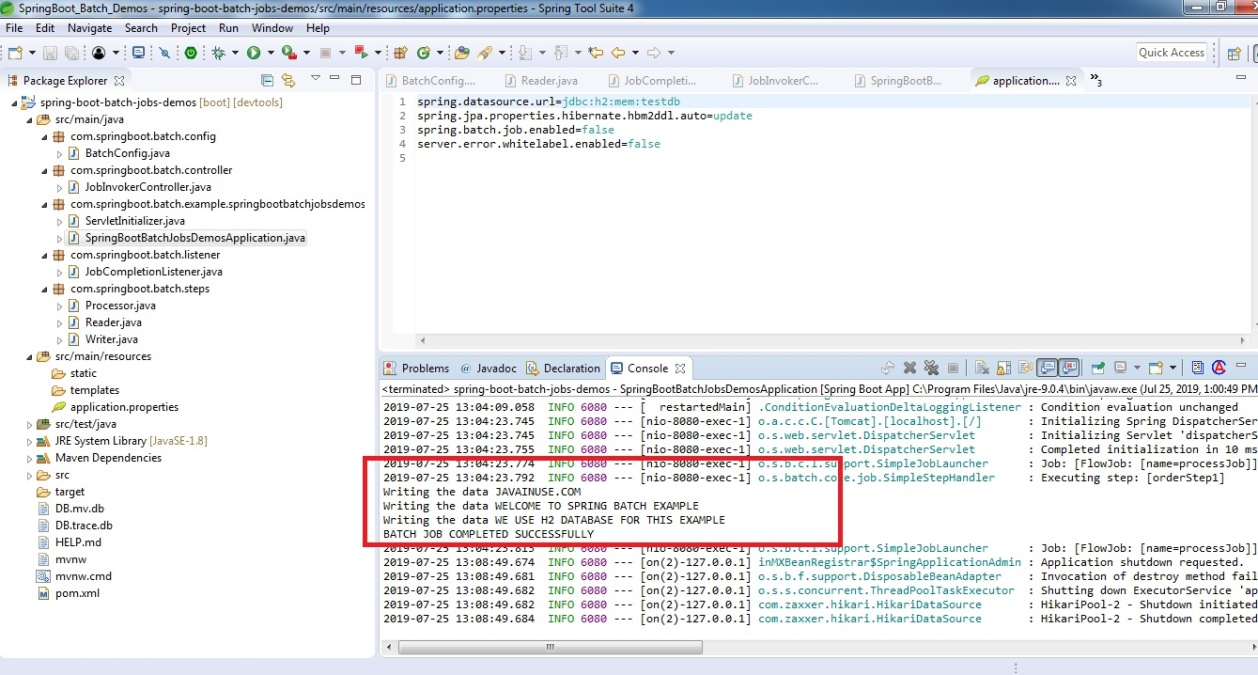 SpringBoot_Batch_Demos - spring-boot-batch-jobs-demos/src/main/resources/application.properties - Spring Tool Suite 4
File Edit Navigate Search Project Run Window Help
Quick Access
Package Explorer
spring-boot-batch-jobs-demos [boot] [devtools]
src/main/java
com.springboot.batch.config
BatchConfig.java
com.springboot.batch.controller
JobInvokerController.java
com.springboot.batch.example.springbootbatchjobsdemos
ServletInitializer.java
SpringBootBatchJobsDemosApplication.java
com.springboot.batch.listener
JobCompletionListener.java
com.springboot.batch.steps
Processor.java
Reader.java
Writer.java
src/main/resources
static
templates
application.properties
src/test/java
JRE System Library [JavaSE-1.8]
Maven Dependencies
src
target
DB.mv.db
DB.trace.db
HELP.md
mvnw
mvnw.cmd
pom.xml
BatchConfig.... Reader.java JobCompleti... JobInvokerC... SpringBootB... application.... »3
1 spring.datasource.url=jdbc:h2:mem:testdb
2 spring.jpa.properties.hibernate.hbm2ddl.auto=update
3 spring.batch.job.enabled=false
4 server.error.whitelabel.enabled=false
5
Problems @ Javadoc Declaration Console
<terminated> spring-boot-batch-jobs-demos - SpringBootBatchJobsDemosApplication [Spring Boot App] C:\Program Files\Java\jre-9.0.4\bin\javaw.exe (Jul 25, 2019, 1:00:49 PM
2019-07-25 13:04:09.058 INFO 6080 --- [ restartedMain] .ConditionEvaluationDeltaLoggingListener : Condition evaluation unchanged
2019-07-25 13:04:23.745 INFO 6080 --- [nio-8080-exec-1] o.a.c.c.C.[Tomcat].[localhost].[/] : Initializing Spring DispatcherSe
2019-07-25 13:04:23.745 INFO 6080 --- [nio-8080-exec-1] o.s.web.servlet.DispatcherServlet : Initializing Servlet 'dispatcherS
2019-07-25 13:04:23.755 INFO 6080 --- [nio-8080-exec-1] o.s.web.servlet.DispatcherServlet : Completed initialization in 10 ms
2019-07-25 13:04:23.774 INFO 6080 --- [nio-8080-exec-1] o.s.b.c.l.support.SimpleJobLauncher : Job: [FlowJob: [name=processJob]]
2019-07-25 13:04:23.792 INFO 6080 --- [nio-8080-exec-1] o.s.batch.core.job.SimpleStepHandler : Executing step: [orderStep1]
Writing the data JAVAINUSE.COM
Writing the data WELCOME TO SPRING BATCH EXAMPLE
Writing the data WE USE H2 DATABASE FOR THIS EXAMPLE
BATCH JOB COMPLETED SUCCESSFULLY
2019-07-25 13:04:23.813 INFO 6080 --- [nio-8080-exec-1] o.s.b.c.l.support.SimpleJobLauncher : Job: [FlowJob: [name=processJob]]
2019-07-25 13:08:49.674 INFO 6080 --- [on(2)-127.0.0.1] inMXBeanRegistrar$SpringApplicationAdmin : Application shutdown requested.
2019-07-25 13:08:49.681 INFO 6080 --- [on(2)-127.0.0.1] o.s.b.f.support.DisposableBeanAdapter : Invocation of destroy method fail
2019-07-25 13:08:49.682 INFO 6080 --- [on(2)-127.0.0.1] o.s.s.concurrent.ThreadPoolTaskExecutor : Shutting down ExecutorService 'ap
2019-07-25 13:08:49.682 INFO 6080 --- [on(2)-127.0.0.1] com.zaxxer.hikari.HikariDataSource : HikariPool-2 - Shutdown initiated
2019-07-25 13:08:49.684 INFO 6080 --- [on(2)-127.0.0.1] com.zaxxer.hikari.HikariDataSource : HikariPool-2 - Shutdown completed